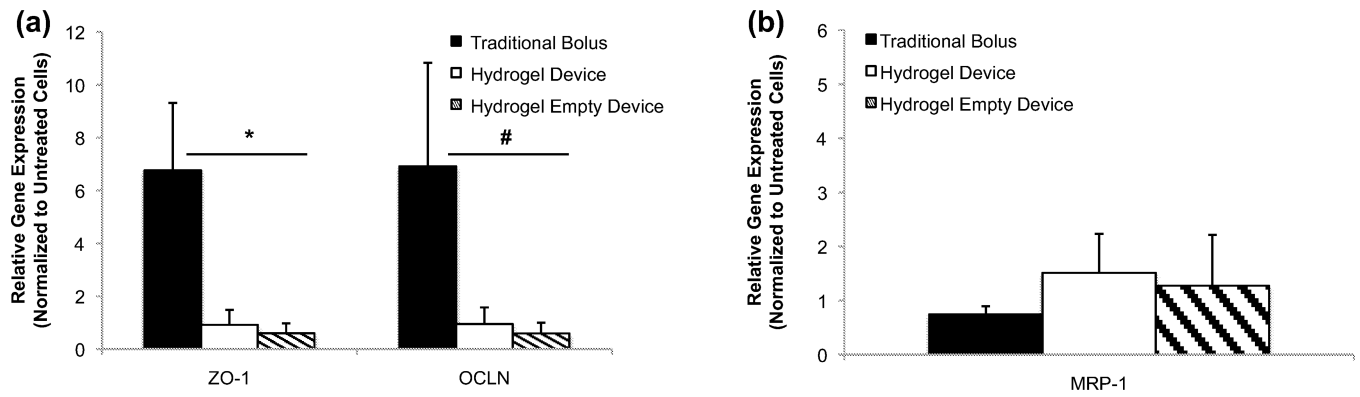 (a)
Relative Gene Expression
(Normalized to Untreated Cells)
12
10
8
6
4
2
0
Traditional Bolus
Hydrogel Device
Hydrogel Empty Device
*
#
ZO-1
OCLN
(b)
Relative Gene Expression
(Normalized to Untreated Cells)
6
5
4
3
2
1
0
Traditional Bolus
Hydrogel Device
Hydrogel Empty Device
MRP-1